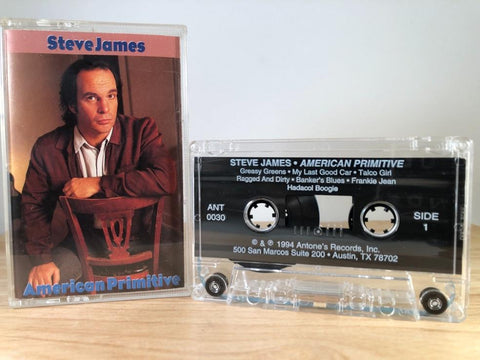 Steve James
American Primitive
STEVE JAMES • AMERICAN PRIMITIVE
Greasy Greens • My Last Good Car • Talco Girl
Ragged And Dirty • Banker's Blues • Frankie Jean
Hadacol Boogie
ANT
0030
SIDE
1
® & © 1994 Antone's Records, Inc.
500 San Marcos Suite 200 • Austin, TX 78702